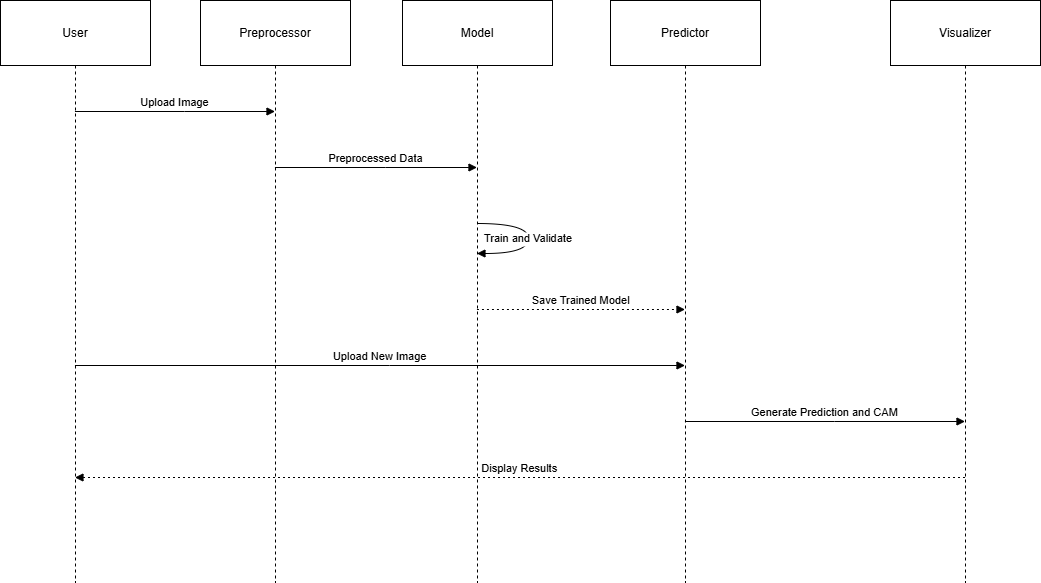 User
Preprocessor
Model
Predictor
Visualizer
Upload Image
Preprocessed Data
Train and Validate
Save Trained Model
Upload New Image
Generate Prediction and CAM
Display Results